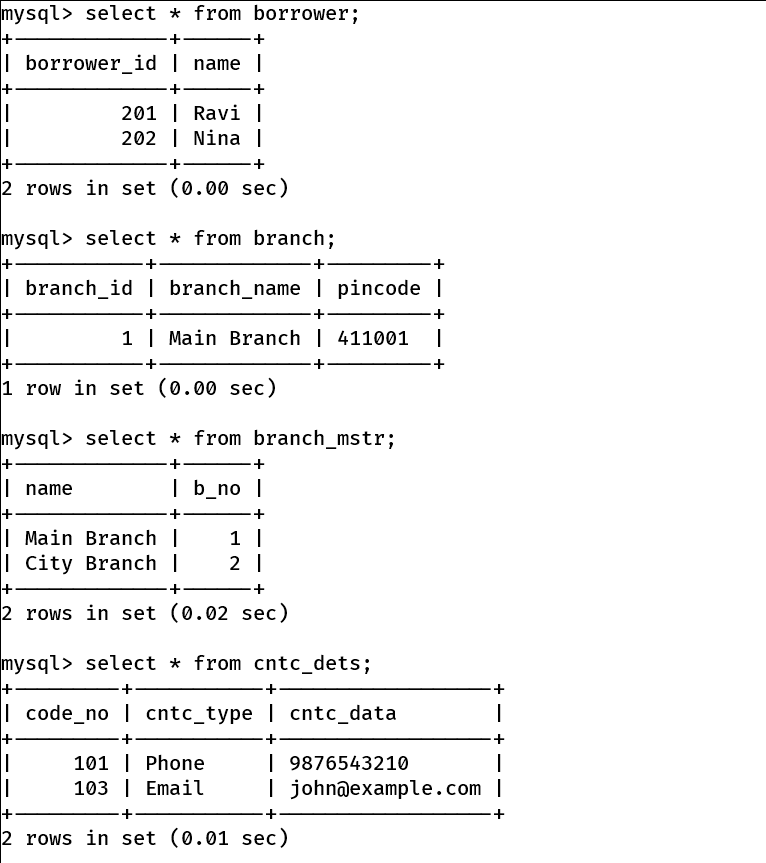 mysql> select * from borrower;
+-------------+------+
| borrower_id | name |
+-------------+------+
|         201 | Ravi |
|         202 | Nina |
+-------------+------+
2 rows in set (0.00 sec)

mysql> select * from branch;
+-----------+-------------+---------+
| branch_id | branch_name | pincode |
+-----------+-------------+---------+
|         1 | Main Branch | 411001  |
+-----------+-------------+---------+
1 row in set (0.00 sec)

mysql> select * from branch_mstr;
+-------------+------+
| name        | b_no |
+-------------+------+
| Main Branch |    1 |
| City Branch |    2 |
+-------------+------+
2 rows in set (0.02 sec)

mysql> select * from cntc_dets;
+---------+-----------+------------------+
| code_no | cntc_type | cntc_data        |
+---------+-----------+------------------+
|     101 | Phone     | 9876543210       |
|     103 | Email     | john@example.com |
+---------+-----------+------------------+
2 rows in set (0.01 sec)